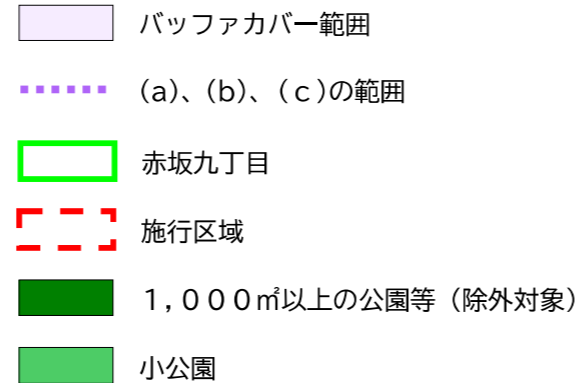 バッファカバー範囲
（a）、（b）、（ｃ）の範囲
赤坂九丁目
施行区域
１，０００㎡以上の公園等（除外対象）
小公園